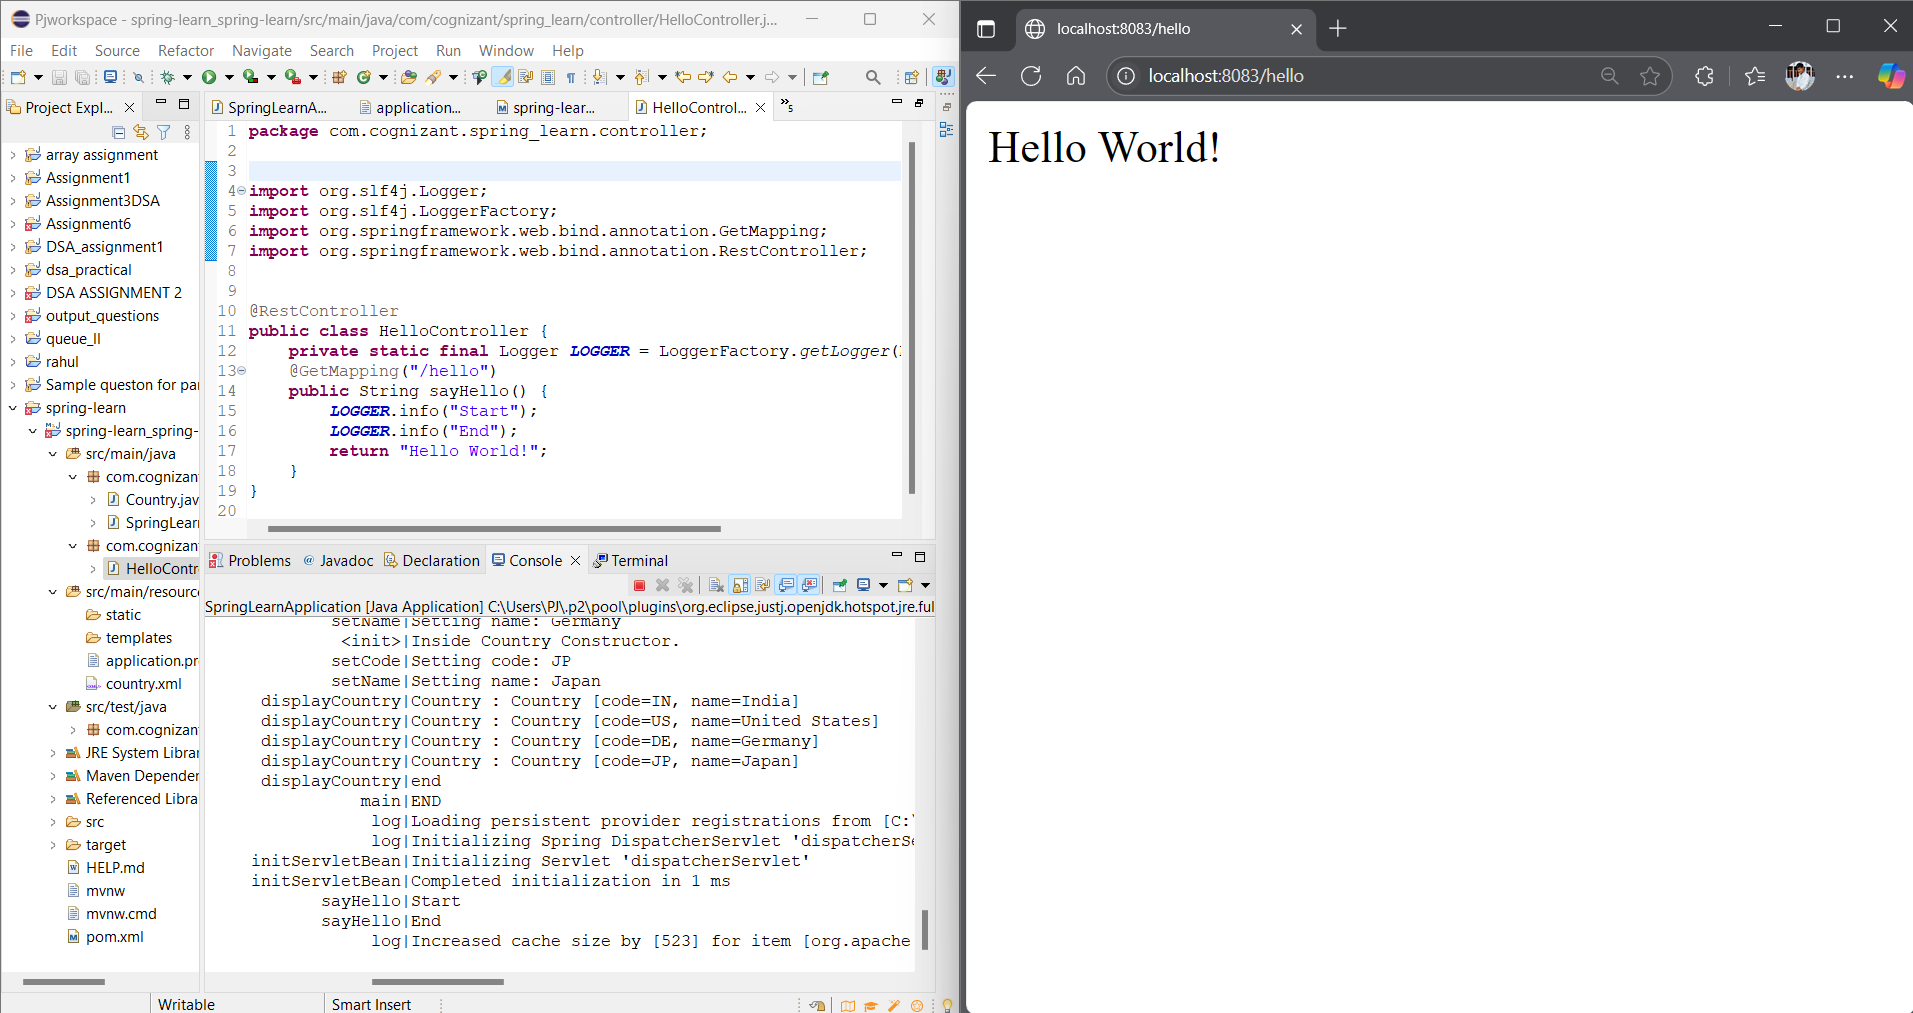 Pjworkspace - spring-learn_spring-learn/src/main/java/com/cognizant/spring_learn/controller/HelloController.j...
File Edit Source Refactor Navigate Search Project Run Window Help
Project Expl...
array assignment
Assignment1
Assignment3DSA
Assignment6
DSA_assignment1
dsa_practical
DSA ASSIGNMENT 2
output_questions
queue_ll
rahul
Sample queston for par
spring-learn
spring-learn_spring-
src/main/java
com.cognizan
Country.jav
SpringLearn
com.cognizan
HelloContr
src/main/resourc
static
templates
application.pr
country.xml
src/test/java
com.cognizan
JRE System Librar
Maven Depender
Referenced Libra
src
target
HELP.md
mvnw
mvnw.cmd
pom.xml
SpringLearnA... application... spring-lear... HelloControl... »5
1 package com.cognizant.spring_learn.controller;
2
3
4 import org.slf4j.Logger;
5 import org.slf4j.LoggerFactory;
6 import org.springframework.web.bind.annotation.GetMapping;
7 import org.springframework.web.bind.annotation.RestController;
8
9
10 @RestController
11 public class HelloController {
12 private static final Logger LOGGER = LoggerFactory.getLogger(
13 @GetMapping("/hello")
14 public String sayHello() {
15 LOGGER.info("Start");
16 LOGGER.info("End");
17 return "Hello World!";
18 }
19 }
20
Problems @ Javadoc Declaration Console Terminal
SpringLearnApplication [Java Application] C:\Users\PJ\.p2\pool\plugins\org.eclipse.justj.openjdk.hotspot.jre.ful
setName|Setting name: Germany
<init>|Inside Country Constructor.
setCode|Setting code: JP
setName|Setting name: Japan
displayCountry|Country : Country [code=IN, name=India]
displayCountry|Country : Country [code=US, name=United States]
displayCountry|Country : Country [code=DE, name=Germany]
displayCountry|Country : Country [code=JP, name=Japan]
displayCountry|end
main|END
log|Loading persistent provider registrations from [C:\
log|Initializing Spring DispatcherServlet 'dispatcherSe
initServletBean|Initializing Servlet 'dispatcherServlet'
initServletBean|Completed initialization in 1 ms
sayHello|Start
sayHello|End
log|Increased cache size by [523] for item [org.apache
Writable Smart Insert
localhost:8083/hello
localhost:8083/hello
Hello World!